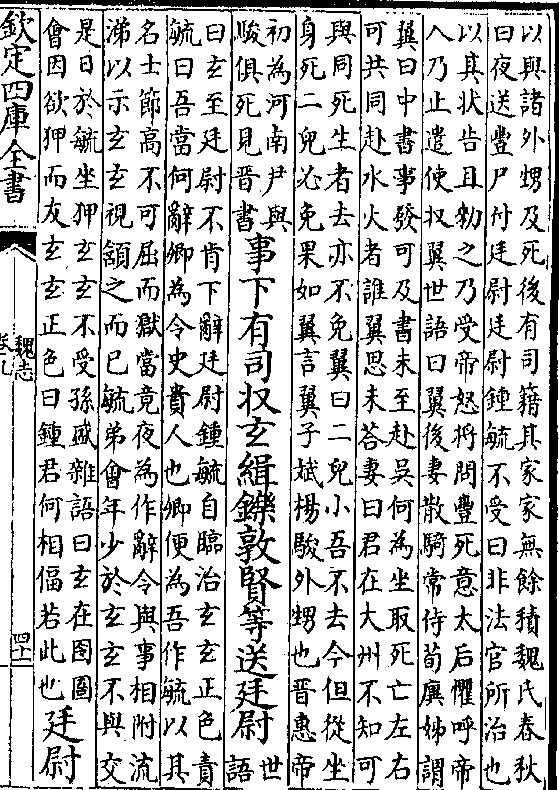 以興諸外甥及死後有司籍其家家無餘積魏氏春秋
曰夜送豐尸付廷尉廷尉鍾毓不受曰非法官所治也
以其状告且勑之乃受帝怒將問豐死意太后懼呼帝
人乃止遣使収翼世語曰翼後妻散騎常侍荀廙姊謂
翼曰中書事發可及書未至赴吳何為坐取死亡左右
可共同赴水火者誰翼思未荅妻曰君在大州不知可
與同死生者去亦不免翼曰二兒小吾不去今但從坐
身死二兒必免果如翼言翼子斌楊駿外甥也晉惠帝
初為河南尹與
駿俱死見晉書
事下有司収玄緝鑠敦賢等送廷尉
世
語
曰玄至廷尉不肯下辭廷尉鍾毓自臨治玄玄正色責
毓曰吾當何辭卿為令史責人也卿便為吾作毓以其
名士節高不可屈而獄當竟夜為作辭令與事相附流
涕以示玄玄視頷之而已毓弟會年少於玄玄不與交
是日於毓坐狎玄玄不受孫盛雜語曰玄在囹圄
會因欲狎而友玄玄正色曰鍾君何相偪若此也
廷尉
欽定四庫全書
魏志
卷九
四十一